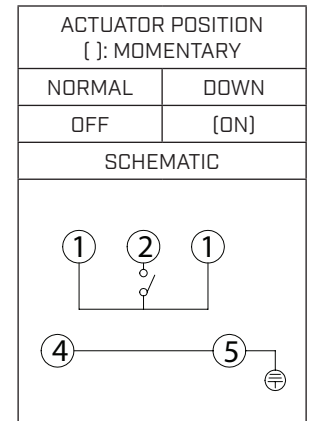 ACTUATOR POSITION
( ): MOMENTARY
NORMAL DOWN
OFF (ON)
SCHEMATIC
1 2 1
4 5